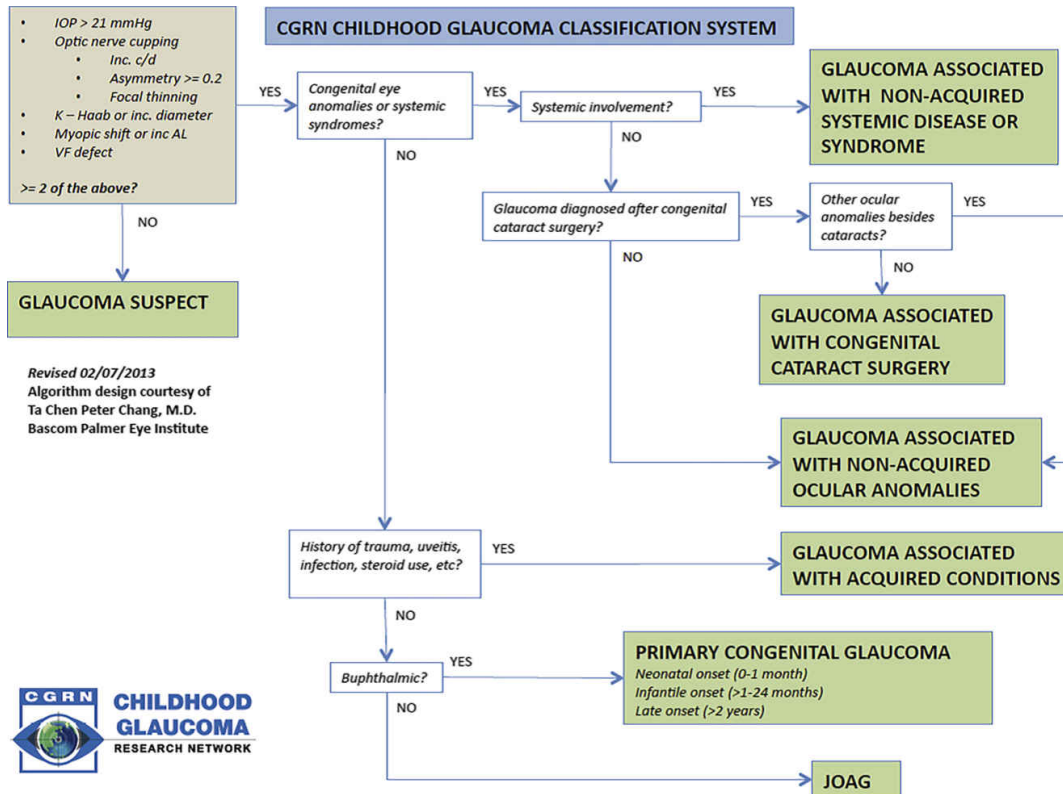 CGRN CHILDHOOD GLAUCOMA CLASSIFICATION SYSTEM
• IOP > 21 mmHg
• Optic nerve cupping
• Inc. c/d
• Asymmetry >= 0.2
• Focal thinning
• K – Haab or inc. diameter
• Myopic shift or inc AL
• VF defect
>= 2 of the above?
YES
NO
GLAUCOMA SUSPECT
Revised 02/07/2013
Algorithm design courtesy of
Ta Chen Peter Chang, M.D.
Bascom Palmer Eye Institute
Congenital eye
anomalies or systemic
syndromes?
YES
NO
Systemic involvement?
YES
NO
GLAUCOMA ASSOCIATED
WITH NON-ACQUIRED
SYSTEMIC DISEASE OR
SYNDROME
Glaucoma diagnosed after congenital
cataract surgery?
YES
NO
Other ocular
anomalies besides
cataracts?
YES
NO
GLAUCOMA ASSOCIATED
WITH CONGENITAL
CATARACT SURGERY
GLAUCOMA ASSOCIATED
WITH NON-ACQUIRED
OCULAR ANOMALIES
History of trauma, uveitis,
infection, steroid use, etc?
YES
NO
GLAUCOMA ASSOCIATED
WITH ACQUIRED CONDITIONS
Buphthalmic?
YES
NO
PRIMARY CONGENITAL GLAUCOMA
Neonatal onset (0-1 month)
Infantile onset (>1-24 months)
Late onset (>2 years)
JOAG
CGRN
CHILDHOOD
GLAUCOMA
RESEARCH NETWORK